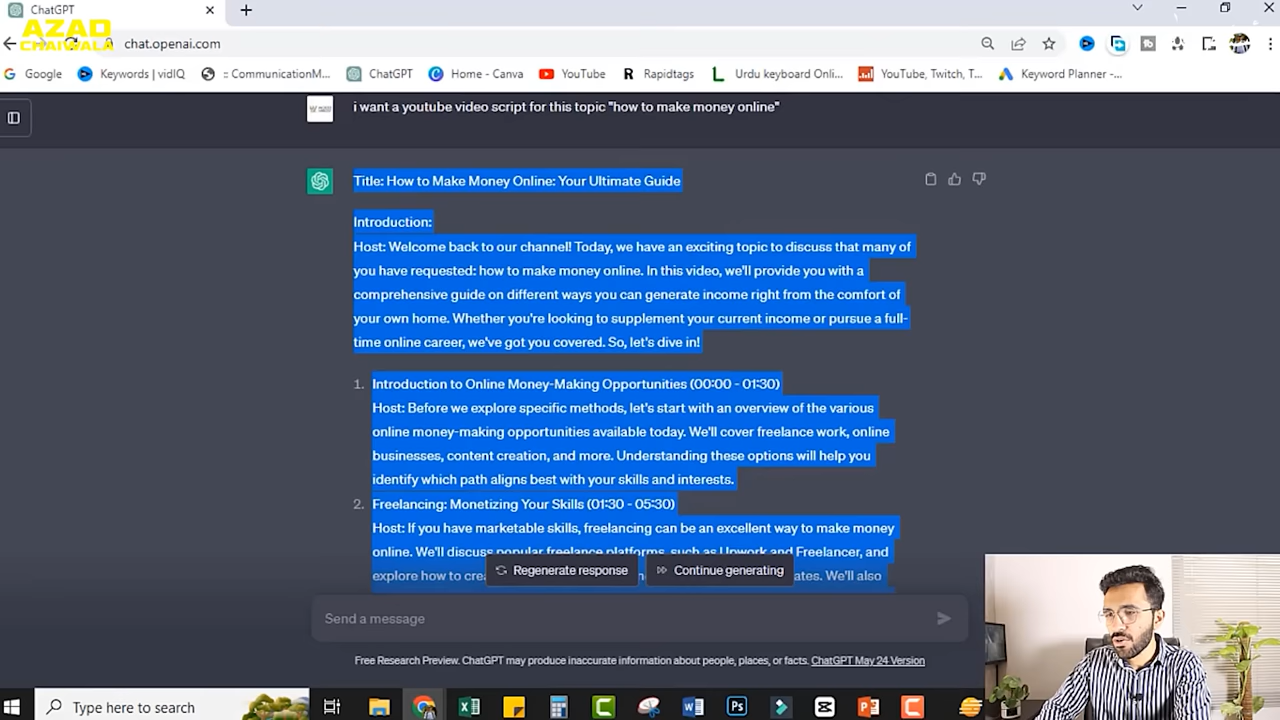 ChatGPT
AZAD
CHAIWALA
chat.openai.com
Google
Keywords | vidIQ
:: CommunicationM...
ChatGPT
Home - Canva
YouTube
Rapidtags
Urdu keyboard Onli...
YouTube, Twitch, T...
Keyword Planner -...
i want a youtube video script for this topic "how to make money online"
Title: How to Make Money Online: Your Ultimate Guide
Introduction:
Host: Welcome back to our channel! Today, we have an exciting topic to discuss that many of
you have requested: how to make money online. In this video, we'll provide you with a
comprehensive guide on different ways you can generate income right from the comfort of
your own home. Whether you're looking to supplement your current income or pursue a full-
time online career, we've got you covered. So, let's dive in!
1. Introduction to Online Money-Making Opportunities (00:00 - 01:30)
Host: Before we explore specific methods, let's start with an overview of the various
online money-making opportunities available today. We'll cover freelance work, online
businesses, content creation, and more. Understanding these options will help you
identify which path aligns best with your skills and interests.
2. Freelancing: Monetizing Your Skills (01:30 - 05:30)
Host: If you have marketable skills, freelancing can be an excellent way to make money
online. We'll discuss popular freelance platforms, such as Upwork and Freelancer, and
explore how to We'll also
Regenerate response
Continue generating
Send a message
Free Research Preview. ChatGPT may produce inaccurate information about people, places, or facts. ChatGPT May 24 Version
Type here to search